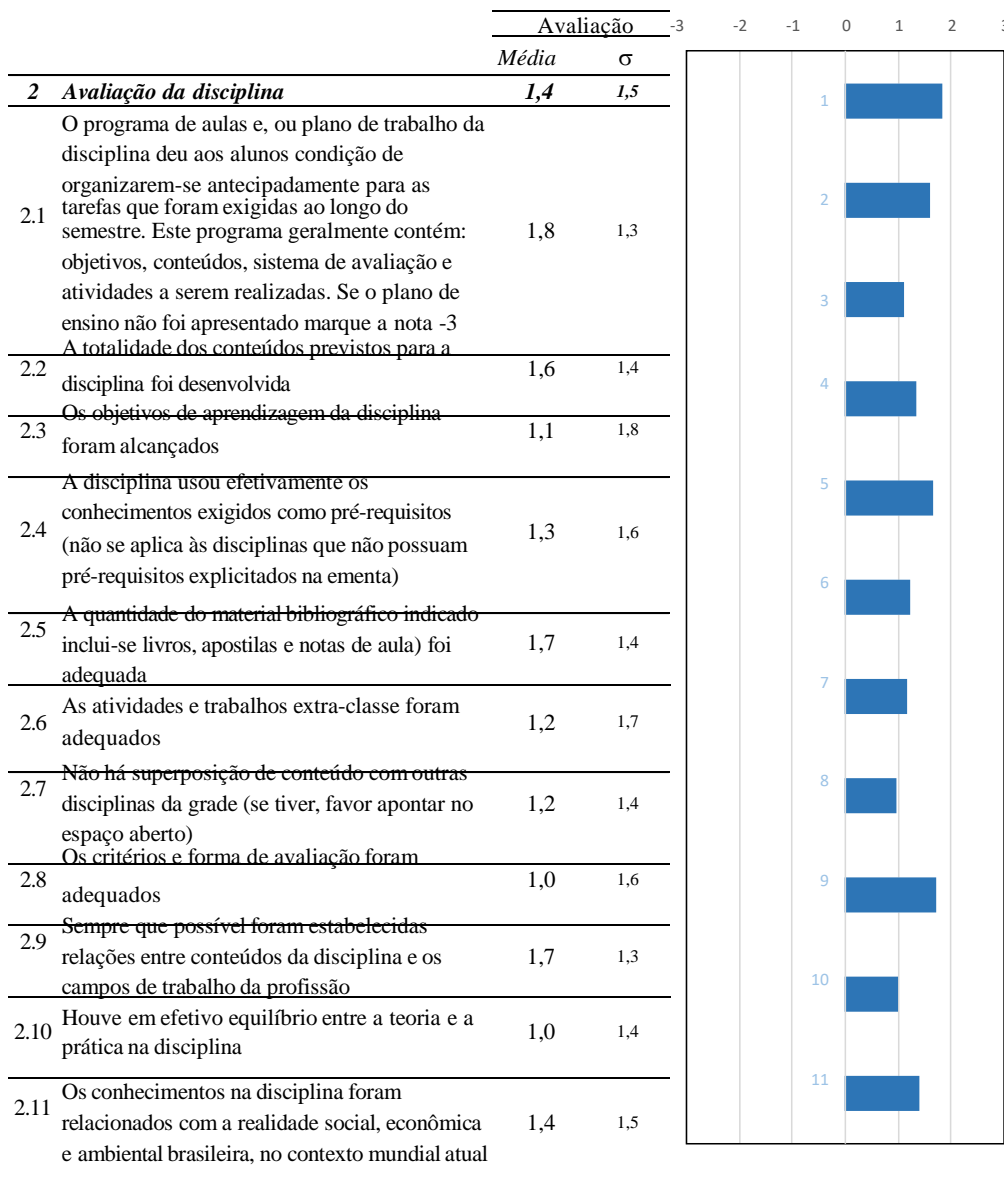 Avaliação
Média σ
2 Avaliação da disciplina 1,4 1,5
O programa de aulas e, ou plano de trabalho da
disciplina deu aos alunos condição de
organizarem-se antecipadamente para as
tarefas que foram exigidas ao longo do
2.1 semestre. Este programa geralmente contém: 1,8 1,3
objetivos, conteúdos, sistema de avaliação e
atividades a serem realizadas. Se o plano de
ensino não foi apresentado marque a nota -3
A totalidade dos conteúdos previstos para a
2.2 disciplina foi desenvolvida 1,6 1,4
Os objetivos de aprendizagem da disciplina
2.3 foram alcançados 1,1 1,8
A disciplina usou efetivamente os
conhecimentos exigidos como pré-requisitos
2.4 (não se aplica às disciplinas que não possuam 1,3 1,6
pré-requisitos explicitados na ementa)
A quantidade do material bibliográfico indicado
2.5 inclui-se livros, apostilas e notas de aula) foi 1,7 1,4
adequada
As atividades e trabalhos extra-classe foram
2.6 adequados 1,2 1,7
Não há superposição de conteúdo com outras
2.7 disciplinas da grade (se tiver, favor apontar no 1,2 1,4
espaço aberto)
Os critérios e forma de avaliação foram
2.8 adequados 1,0 1,6
Sempre que possível foram estabelecidas
2.9 relações entre conteúdos da disciplina e os 1,7 1,3
campos de trabalho da profissão
2.10 Houve em efetivo equilíbrio entre a teoria e a 1,0 1,4
prática na disciplina
Os conhecimentos na disciplina foram
2.11 relacionados com a realidade social, econômica 1,4 1,5
e ambiental brasileira, no contexto mundial atual
-3 -2 -1 0 1 2 3
1
2
3
4
5
6
7
8
9
10
11